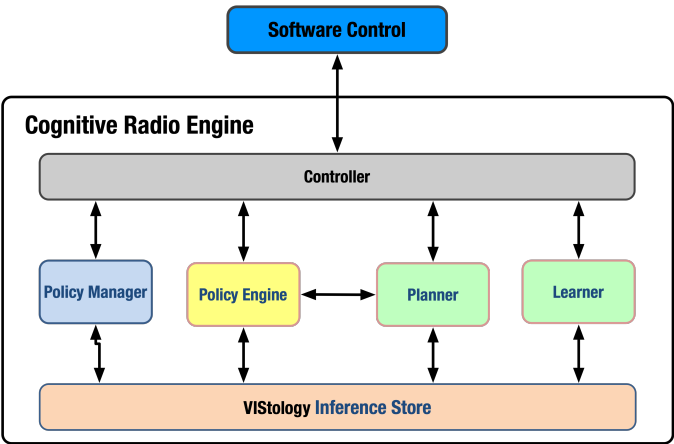 Software Control
Cognitive Radio Engine
Controller
Policy Manager
Policy Engine
Planner
Learner
VIStology Inference Store